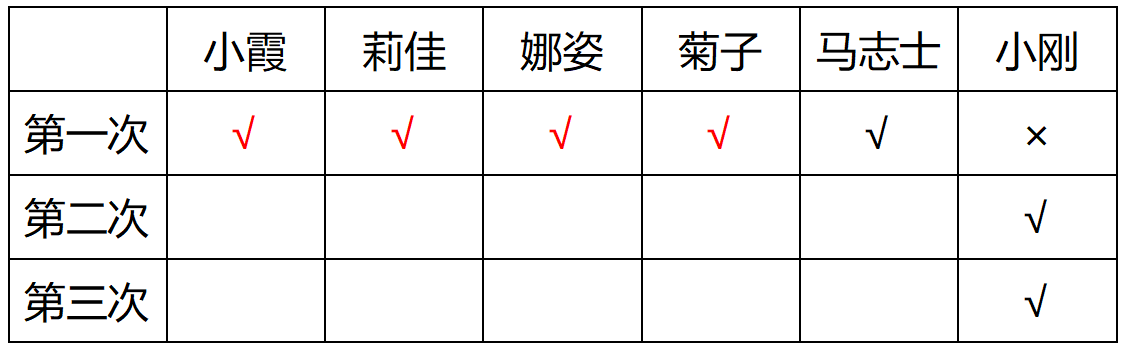 小霞 莉佳 娜姿 菊子 马志士 小刚
第一次 √ √ √ √ √ ×
第二次 √
第三次 √